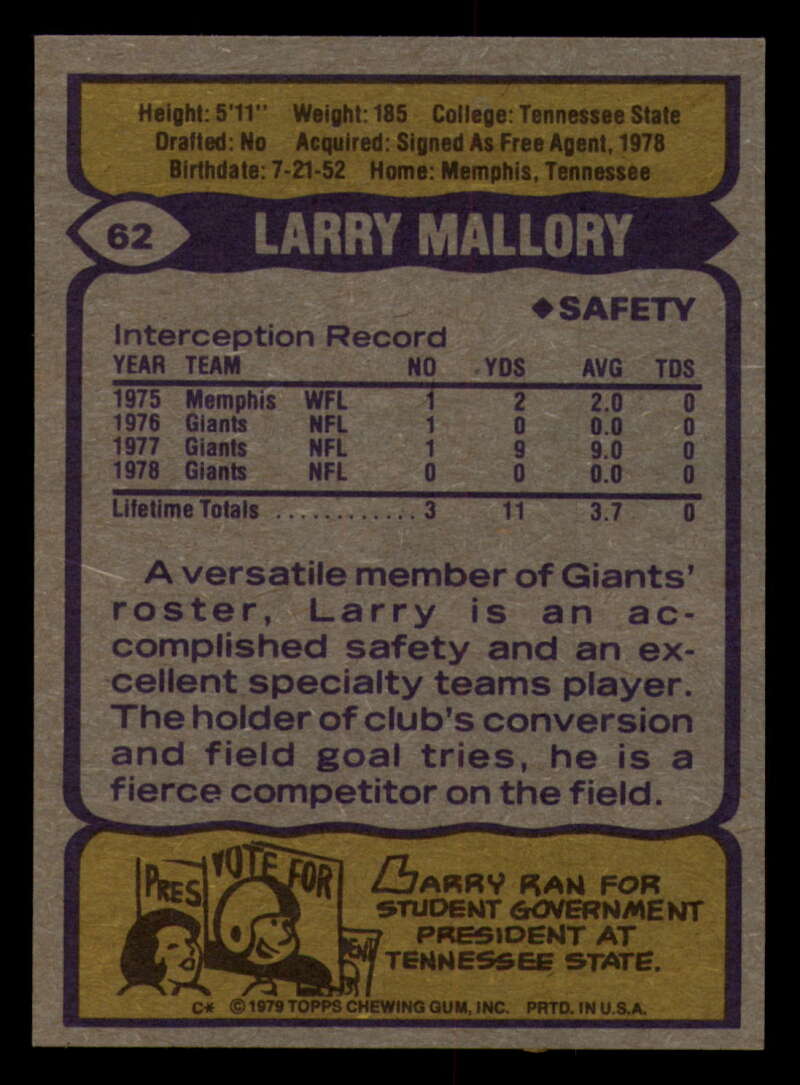 Height: 5'11" Weight: 185 College: Tennessee State
Drafted: No Acquired: Signed As Free Agent, 1978
Birthdate: 7-21-52 Home: Memphis, Tennessee
62 LARRY MALLORY
◆SAFETY
Interception Record
YEAR TEAM NO YDS AVG TDS
1975 Memphis WFL 1 2 2.0 0
1976 Giants NFL 1 0 0.0 0
1977 Giants NFL 1 9 9.0 0
1978 Giants NFL 0 0 0.0 0
Lifetime Totals ............ 3 11 3.7 0
A versatile member of Giants'
roster, Larry is an ac-
complished safety and an ex-
cellent specialty teams player.
The holder of club's conversion
and field goal tries, he is a
fierce competitor on the field.
PRES
VOTE FOR
ENT
LARRY RAN FOR
STUDENT GOVERNMENT
PRESIDENT AT
TENNESSEE STATE.
C* © 1979 TOPPS CHEWING GUM, INC. PRTD. IN U.S.A.